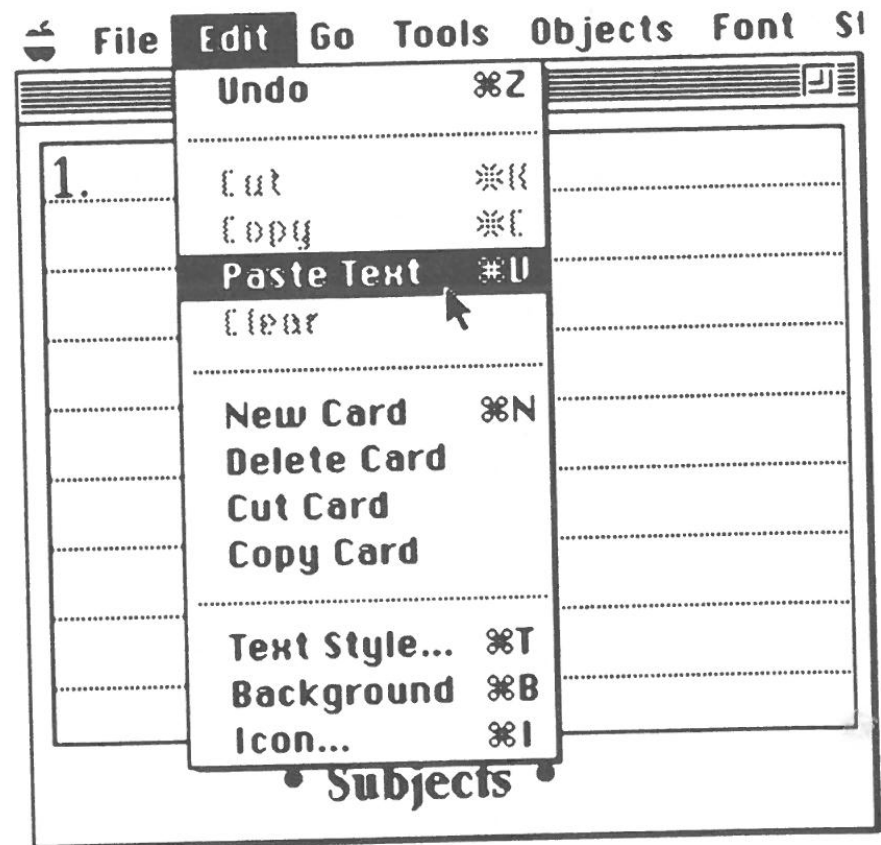 File Edit Go Tools Objects Font St
Undo ⌘Z
1.
Cut ⌘X
Copy ⌘C
Paste Text ⌘V
Clear
New Card ⌘N
Delete Card
Cut Card
Copy Card
Text Style... ⌘T
Background ⌘B
Icon... ⌘I
• Subjects •